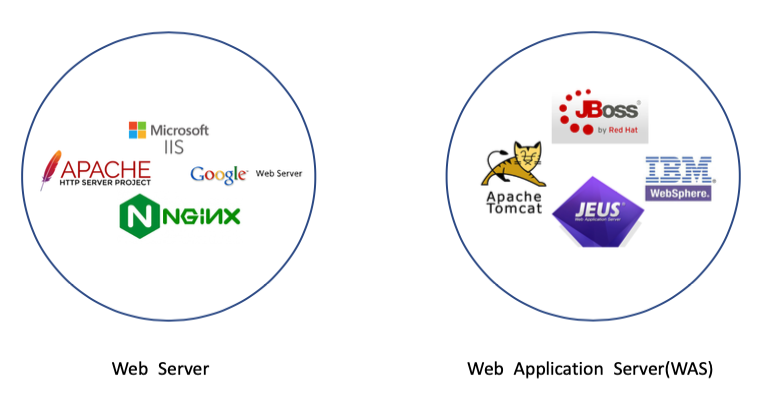 Microsoft
IIS
APACHE
HTTP SERVER PROJECT
Google Web Server
NGINX
Web Server
JBoss
by Red Hat
Apache
Tomcat
IBM
WebSphere.
JEUS
Web Application Server
Web Application Server(WAS)